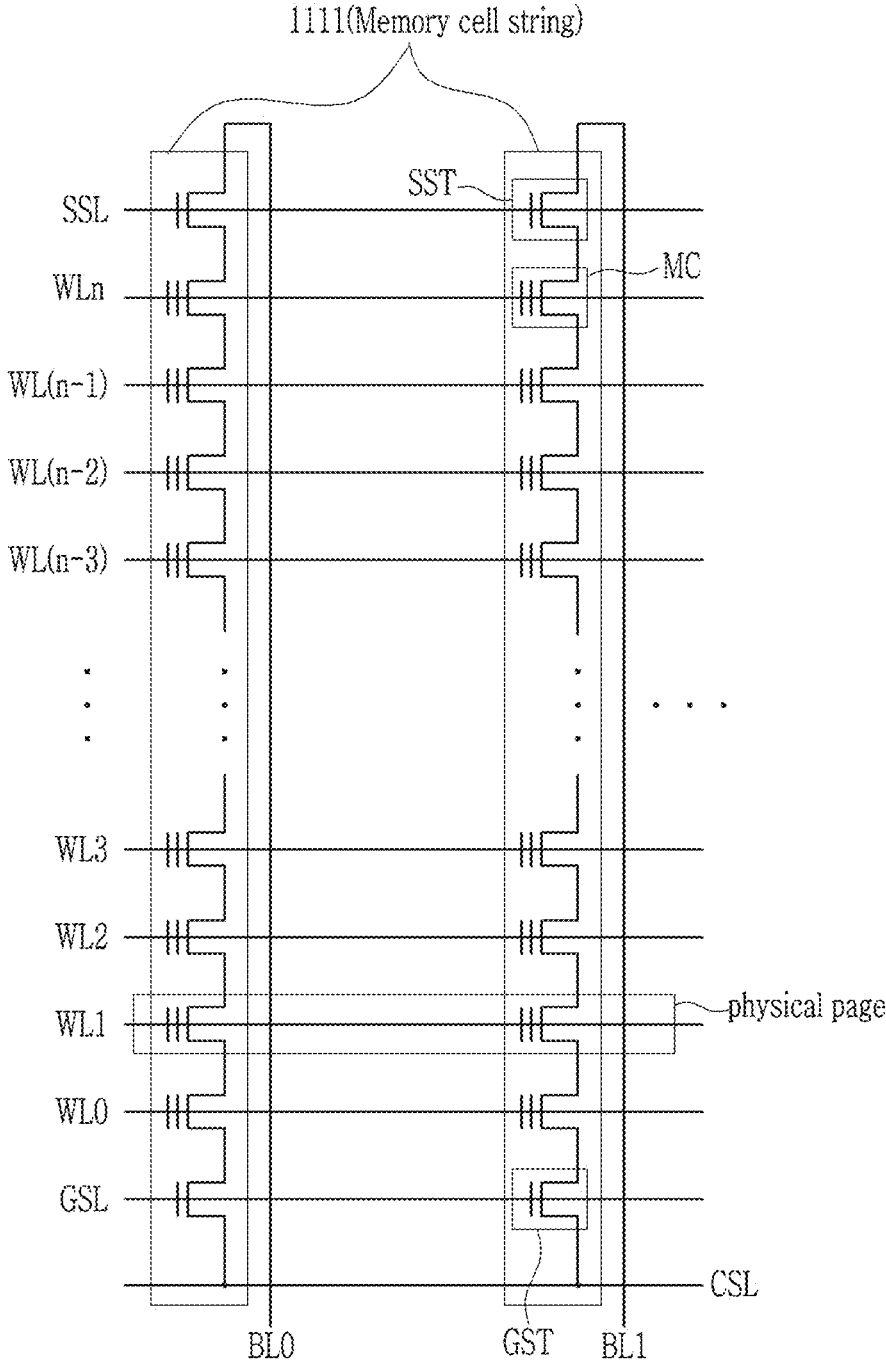 1111(Memory cell string)
SST
SSL
MC
WLn
WL(n-1)
WL(n-2)
WL(n-3)
WL3
WL2
physical page
WL1
WL0
GSL
CSL
BL0
GST
BL1